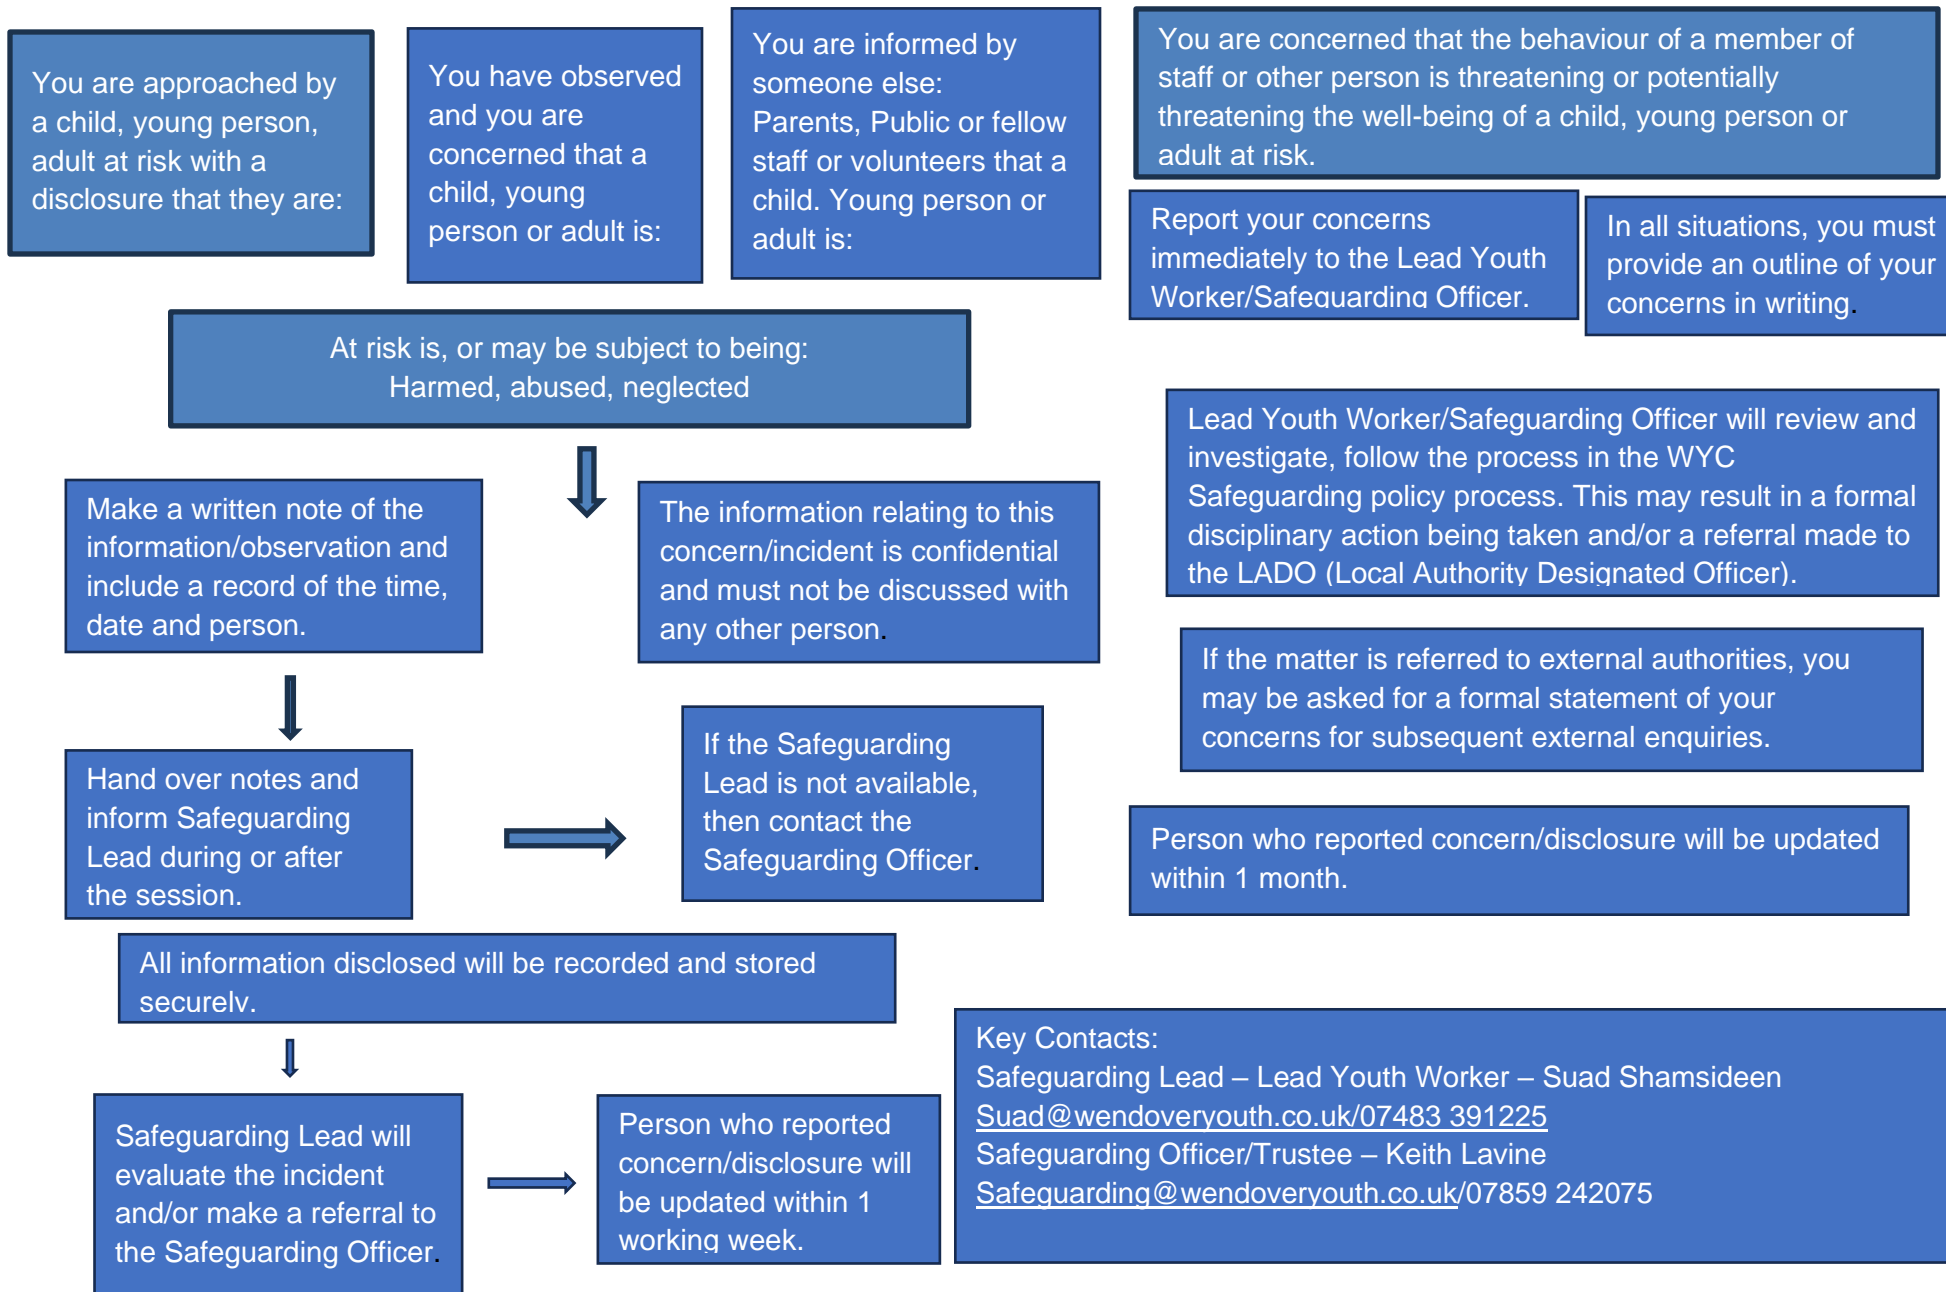 You are approached by
a child, young person,
adult at risk with a
disclosure that they are:
You have observed
and you are
concerned that a
child, young
person or adult is:
You are informed by
someone else:
Parents, Public or fellow
staff or volunteers that a
child. Young person or
adult is:
You are concerned that the behaviour of a member of
staff or other person is threatening or potentially
threatening the well-being of a child, young person or
adult at risk.
Report your concerns
immediately to the Lead Youth
Worker/Safeguarding Officer.
In all situations, you must
provide an outline of your
concerns in writing.
At risk is, or may be subject to being:
Harmed, abused, neglected
Make a written note of the
information/observation and
include a record of the time,
date and person.
The information relating to this
concern/incident is confidential
and must not be discussed with
any other person.
Lead Youth Worker/Safeguarding Officer will review and
investigate, follow the process in the WYC
Safeguarding policy process. This may result in a formal
disciplinary action being taken and/or a referral made to
the LADO (Local Authority Designated Officer).
If the matter is referred to external authorities, you
may be asked for a formal statement of your
concerns for subsequent external enquiries.
Hand over notes and
inform Safeguarding
Lead during or after
the session.
If the Safeguarding
Lead is not available,
then contact the
Safeguarding Officer.
Person who reported concern/disclosure will be updated
within 1 month.
All information disclosed will be recorded and stored
securely.
Safeguarding Lead will
evaluate the incident
and/or make a referral to
the Safeguarding Officer.
Person who reported
concern/disclosure will
be updated within 1
working week.
Key Contacts:
Safeguarding Lead – Lead Youth Worker – Suad Shamsideen
Suad@wendoveryouth.co.uk/07483 391225
Safeguarding Officer/Trustee – Keith Lavine
Safeguarding@wendoveryouth.co.uk/07859 242075